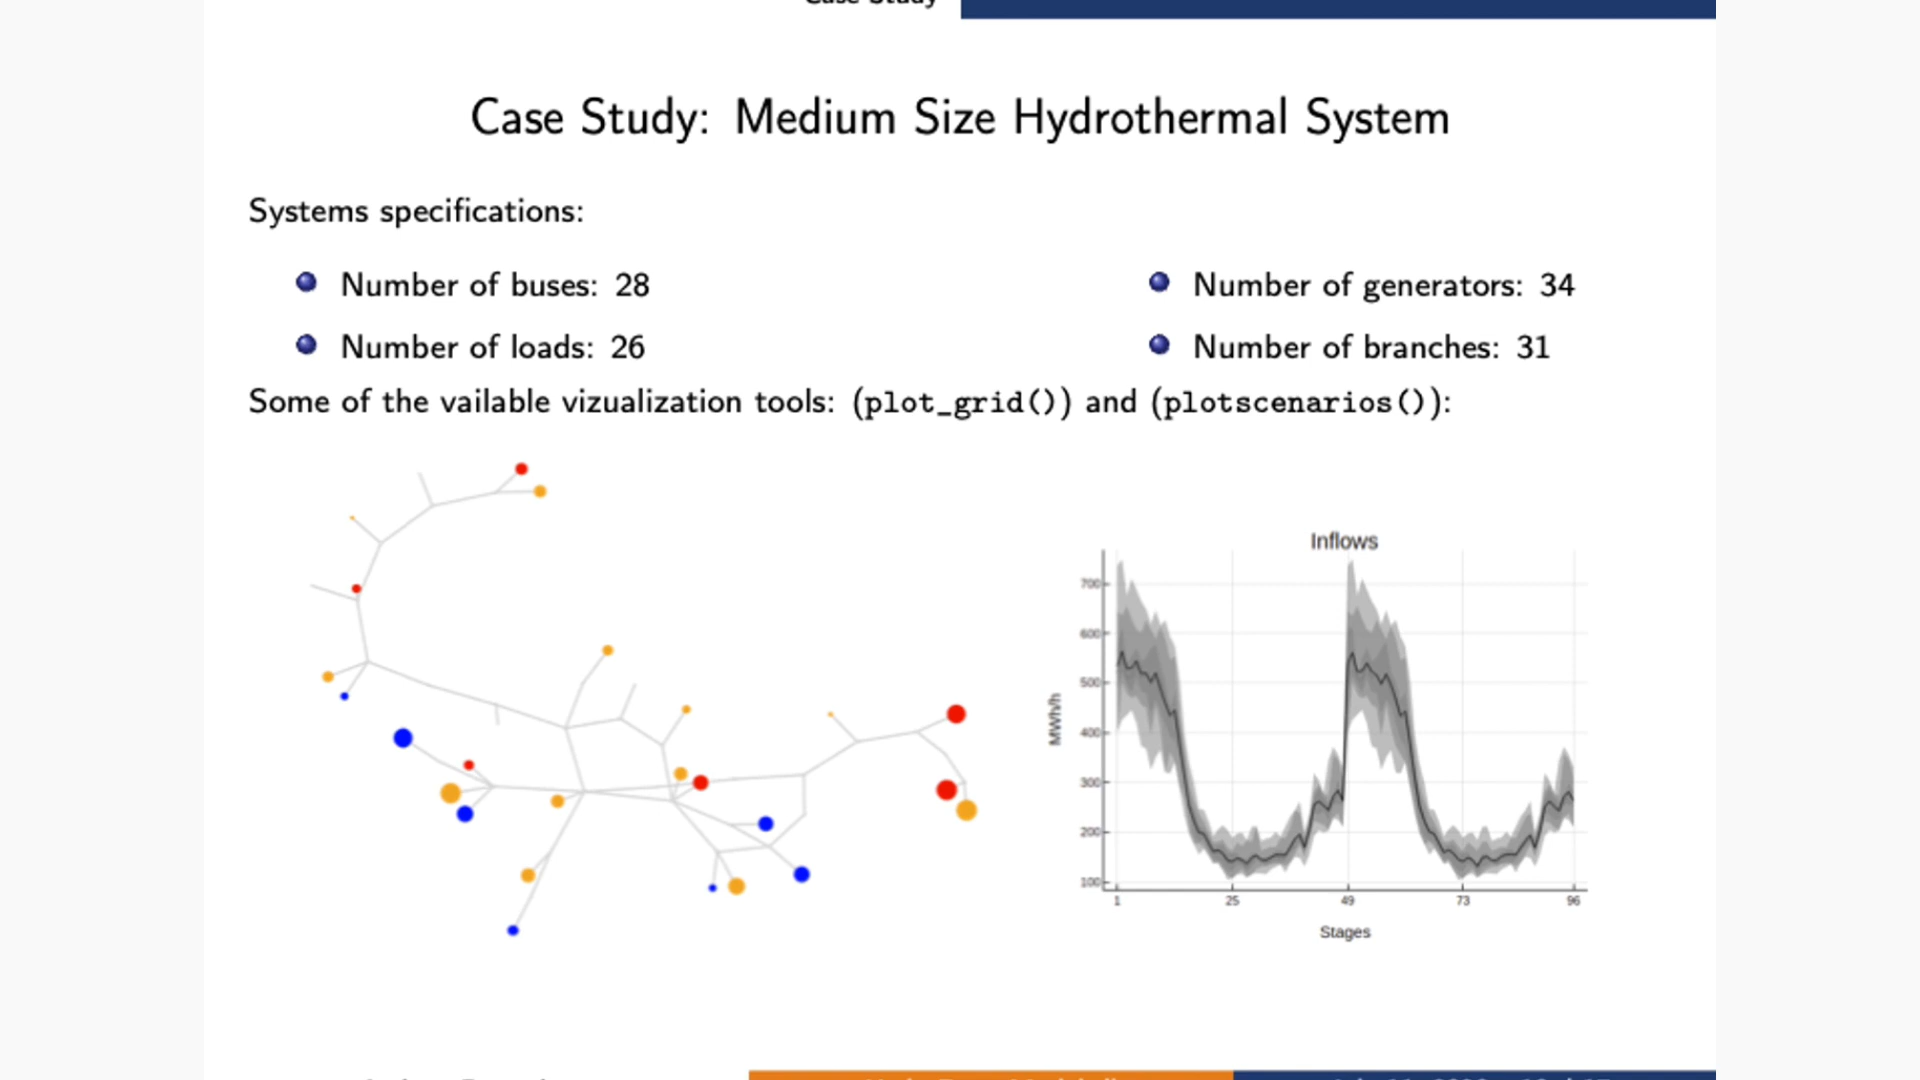 Case Study
Case Study: Medium Size Hydrothermal System
Systems specifications:
Number of buses: 28
Number of loads: 26
Number of generators: 34
Number of branches: 31
Some of the vailable vizualization tools: (plot_grid()) and (plotscenarios()):
Inflows
MWh/h
700
600
500
400
300
200
100
1 25 49 73 96
Stages